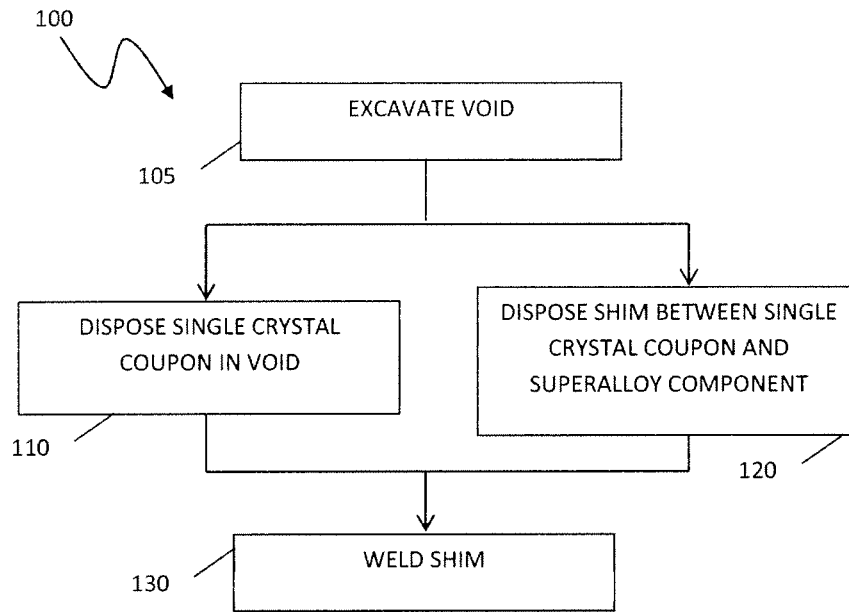 100
EXCAVATE VOID
105
DISPOSE SINGLE CRYSTAL
COUPON IN VOID
110
DISPOSE SHIM BETWEEN SINGLE
CRYSTAL COUPON AND
SUPERALLOY COMPONENT
120
WELD SHIM
130